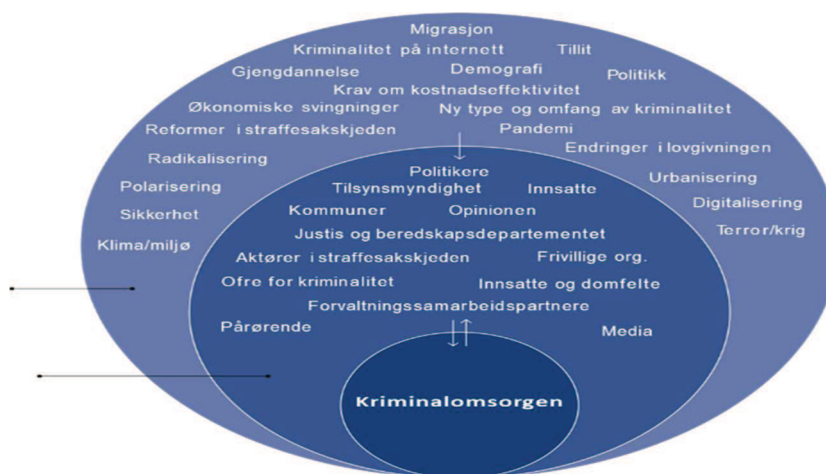 Migrasjon
Kriminalitet på internett Tillit
Gjengdannelse Demografi Politikk
Krav om kostnadseffektivitet
Økonomiske svingninger Ny type og omfang av kriminalitet
Reformer i straffesakskjeden Pandemi
Endringer i lovgivningen
Radikalisering
Urbanisering
Polarisering
Digitalisering
Sikkerhet
Terror/krig
Klima/miljø
Politikere
Tilsynsmyndighet Innsatte
Kommuner Opinionen
Justis og beredskapsdepartementet
Aktører i straffesakskjeden Frivillige org.
Ofre for kriminalitet Innsatte og domfelte
Forvaltningssamarbeidspartnere
Pårørende Media
Kriminalomsorgen